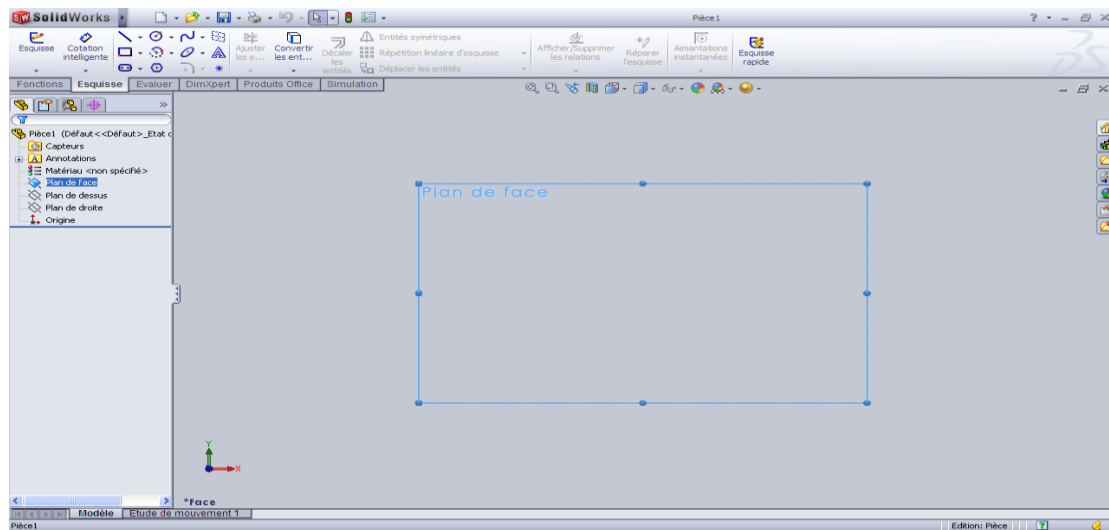 SolidWorks
Pièce1
Esquisse
Cotation intelligente
Ajuster les e...
Convertir les ent...
Décaler les entités
Entités symétriques
Répétition linéaire d'esquisse
Déplacer les entités
Afficher/Supprimer les relations
Réparer l'esquisse
Aimantations instantanées
Esquisse rapide
Fonctions
Esquisse
Evaluer
DimXpert
Produits Office
Simulation
Pièce1 (Défaut<<Défaut>_Etat d
Capteurs
Annotations
Matériau <non spécifié>
Plan de face
Plan de dessus
Plan de droite
Origine
Plan de face
Y
X
*Face
Modèle
Etude de mouvement 1
Pièce1
Edition: Pièce